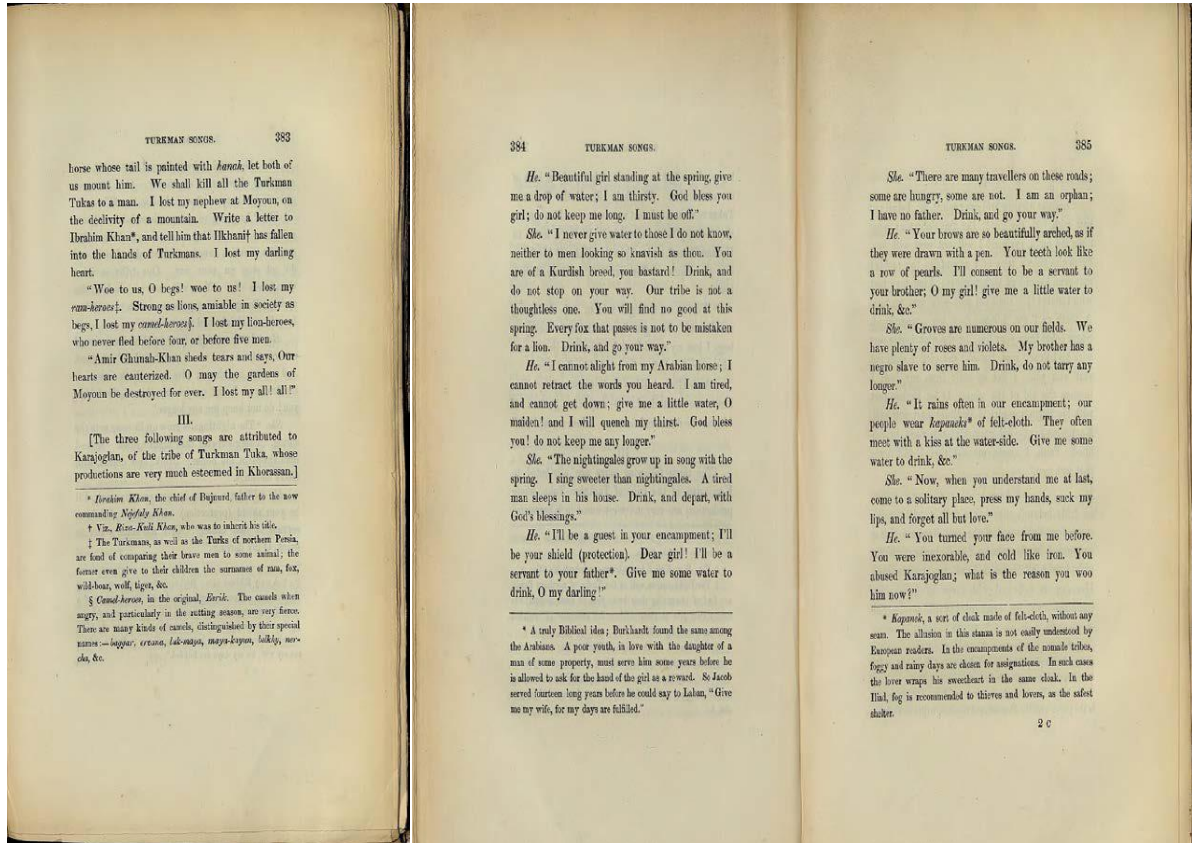 TURKMAN SONGS. 383
horse whose tail is painted with hanah, let both of
us mount him. We shall kill all the Turkman
Tukas to a man. I lost my nephew at Moyoun, on
the declivity of a mountain. Write a letter to
Ibrahim Khan*, and tell him that Ilkhani† has fallen
into the hands of Turkmans. I lost my darling
heart.
"Woe to us, O begs! woe to us! I lost my
ram-heroes‡. Strong as lions, amiable in society as
begs, I lost my camel-heroes§. I lost my lion-heroes,
who never fled before four, or before five men.
"Amir Ghunah-Khan sheds tears and says, Our
hearts are cauterized. O may the gardens of
Moyoun be destroyed for ever. I lost my all! all!"
III.
[The three following songs are attributed to
Karajoglan, of the tribe of Turkman Tuka, whose
productions are very much esteemed in Khorassan.]
* Ibrahim Khan, the chief of Bujnurd, father to the now
commanding Nejefuly Khan.
† Viz., Riza-Kuli Khan, who was to inherit his title.
‡ The Turkmans, as well as the Turks of northern Persia,
are fond of comparing their brave men to some animal; the
former even give to their children the surnames of ram, fox,
wild-boar, wolf, tiger, &c.
§ Camel-heroes, in the original, Esrik. The camels when
angry, and particularly in the rutting season, are very fierce.
There are many kinds of camels, distinguished by their special
names:—baggar, ervana, luk-maya, maya-kuyan, balkhy, ner-
cha, &c.
384 TURKMAN SONGS.
He. "Beautiful girl standing at the spring, give
me a drop of water; I am thirsty. God bless you
girl; do not keep me long. I must be off."
She. "I never give water to those I do not know,
neither to men looking so knavish as thou. You
are of a Kurdish breed, you bastard! Drink, and
do not stop on your way. Our tribe is not a
thoughtless one. You will find no good at this
spring. Every fox that passes is not to be mistaken
for a lion. Drink, and go your way."
He. "I cannot alight from my Arabian horse; I
cannot retract the words you heard. I am tired,
and cannot get down; give me a little water, O
maiden! and I will quench my thirst. God bless
you! do not keep me any longer."
She. "The nightingales grow up in song with the
spring. I sing sweeter than nightingales. A tired
man sleeps in his house. Drink, and depart, with
God's blessings."
He. "I'll be a guest in your encampment; I'll
be your shield (protection). Dear girl! I'll be a
servant to your father*. Give me some water to
drink, O my darling!"
* A truly Biblical idea; Burkhardt found the same among
the Arabians. A poor youth, in love with the daughter of a
man of some property, must serve him some years before he
is allowed to ask for the hand of the girl as a reward. So Jacob
served fourteen long years before he could say to Laban, "Give
me my wife, for my days are fulfilled."
TURKMAN SONGS. 385
She. "There are many travellers on these roads;
some are hungry, some are not. I am an orphan;
I have no father. Drink, and go your way."
He. "Your brows are so beautifully arched, as if
they were drawn with a pen. Your teeth look like
a row of pearls. I'll consent to be a servant to
your brother; O my girl! give me a little water to
drink, &c."
She. "Groves are numerous on our fields. We
have plenty of roses and violets. My brother has a
negro slave to serve him. Drink, do not tarry any
longer."
He. "It rains often in our encampment; our
people wear kapaneks* of felt-cloth. They often
meet with a kiss at the water-side. Give me some
water to drink, &c."
She. "Now, when you understand me at last,
come to a solitary place, press my hands, suck my
lips, and forget all but love."
He. "You turned your face from me before.
You were inexorable, and cold like iron. You
abused Karajoglan; what is the reason you woo
him now?"
* Kapanek, a sort of cloak made of felt-cloth, without any
seam. The allusion in this stanza is not easily understood by
European readers. In the encampments of the nomade tribes,
foggy and rainy days are chosen for assignations. In such cases
the lover wraps his sweetheart in the same cloak. In the
Iliad, fog is recommended to thieves and lovers, as the safest
shelter.
2 C